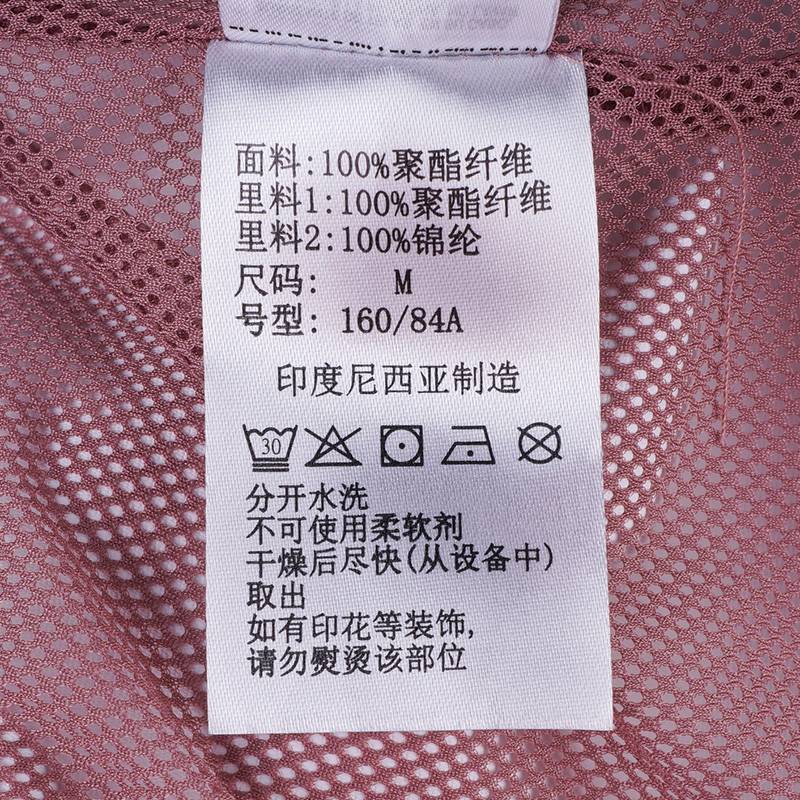 面料:100%聚酯纤维
里料1:100%聚酯纤维
里料2:100%锦纶
尺码: M
号型: 160/84A
印度尼西亚制造
30
分开水洗
不可使用柔软剂
干燥后尽快(从设备中)
取出
如有印花等装饰,
请勿熨烫该部位